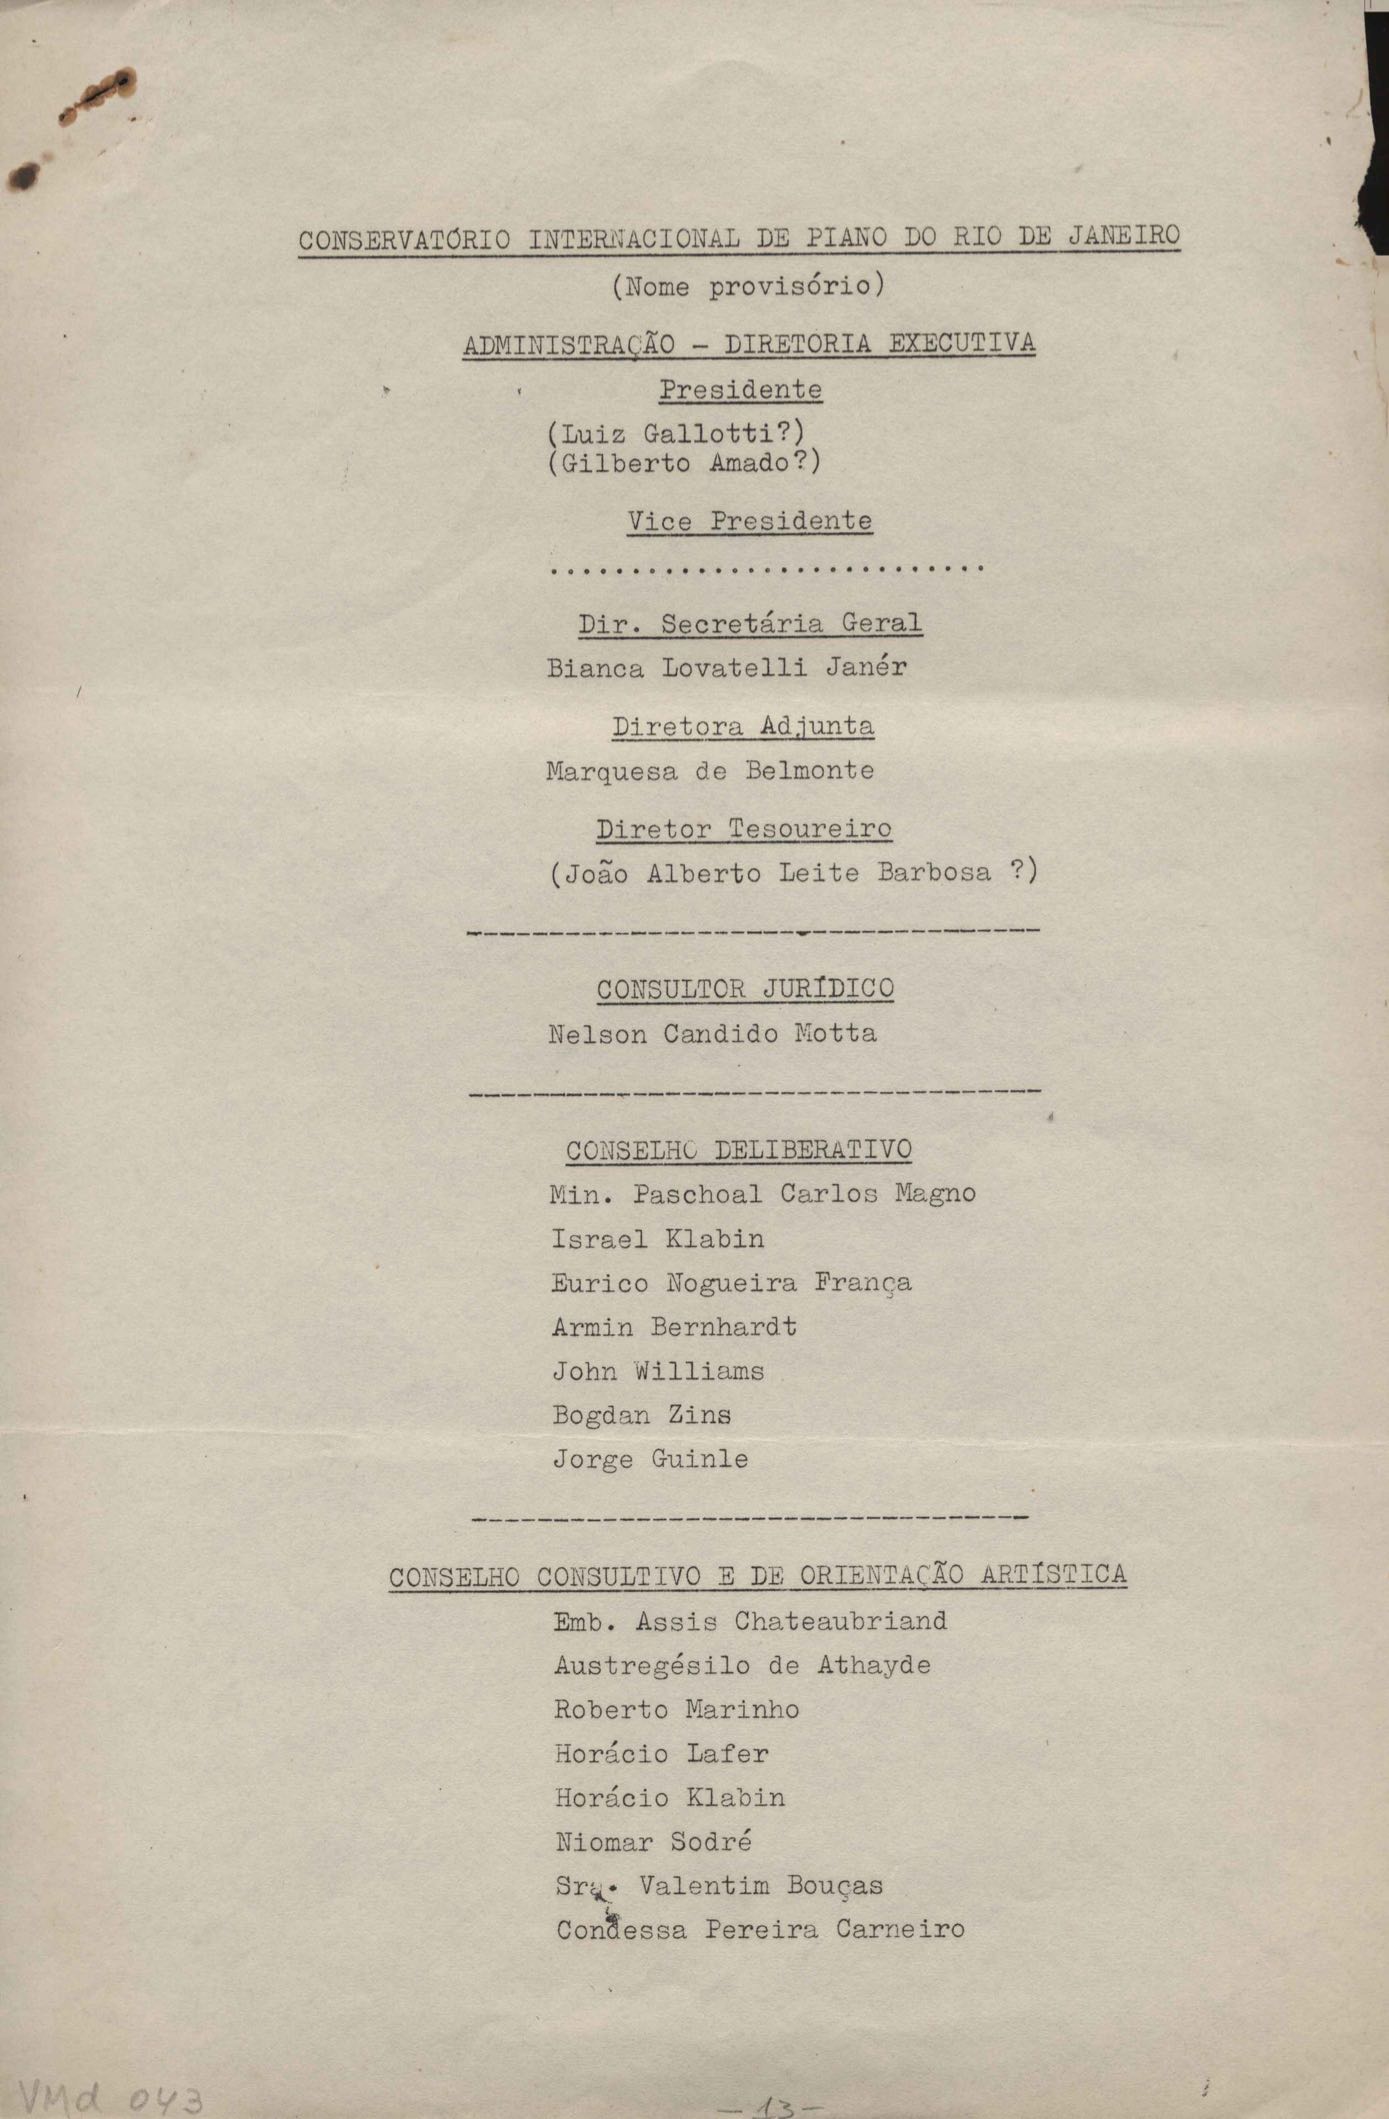 CONSERVATÓRIO INTERNACIONAL DE PIANO DO RIO DE JANEIRO
(Nome provisório)
ADMINISTRAÇÃO - DIRETORIA EXECUTIVA
Presidente
(Luiz Gallotti?)
(Gilberto Amado?)
Vice Presidente
...........................
Dir. Secretária Geral
Bianca Lovatelli Janér
Diretora Adjunta
Marquesa de Belmonte
Diretor Tesoureiro
(João Alberto Leite Barbosa ?)
-----------------------------------
CONSULTOR JURÍDICO
Nelson Candido Motta
-----------------------------------
CONSELHO DELIBERATIVO
Min. Paschoal Carlos Magno
Israel Klabin
Eurico Nogueira França
Armin Bernhardt
John Williams
Bogdan Zins
Jorge Guinle
----------------------------------
CONSELHO CONSULTIVO E DE ORIENTAÇÃO ARTÍSTICA
Emb. Assis Chateaubriand
Austregésilo de Athayde
Roberto Marinho
Horácio Lafer
Horácio Klabin
Niomar Sodré
Sra. Valentim Bouças
Condessa Pereira Carneiro
VMd 043
-13-